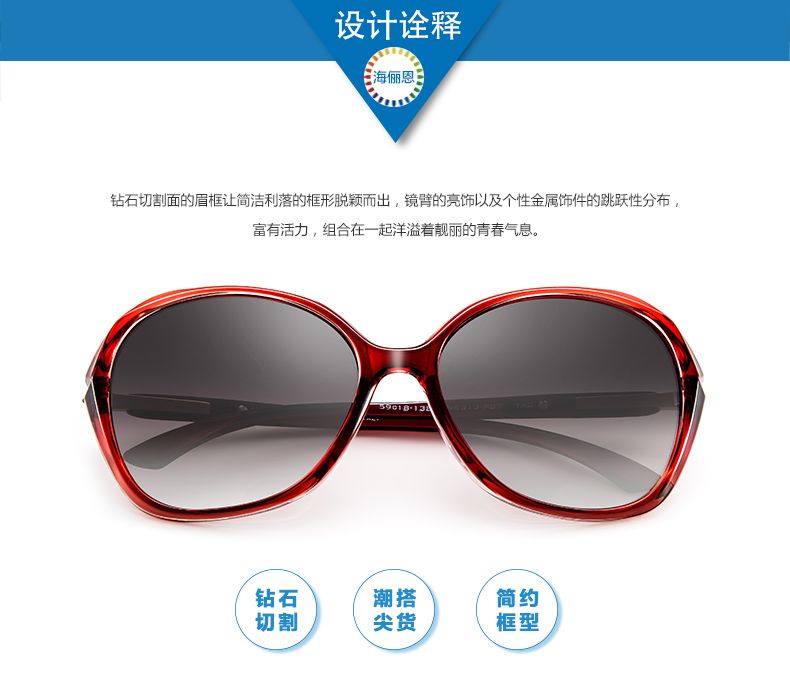 设计诠释
海俪恩
钻石切割面的眉框让简洁利落的框形脱颖而出，镜臂的亮饰以及个性金属饰件的跳跃性分布，
富有活力，组合在一起洋溢着靓丽的青春气息。
59018-135
钻石
切割
潮搭
尖货
简约
框型